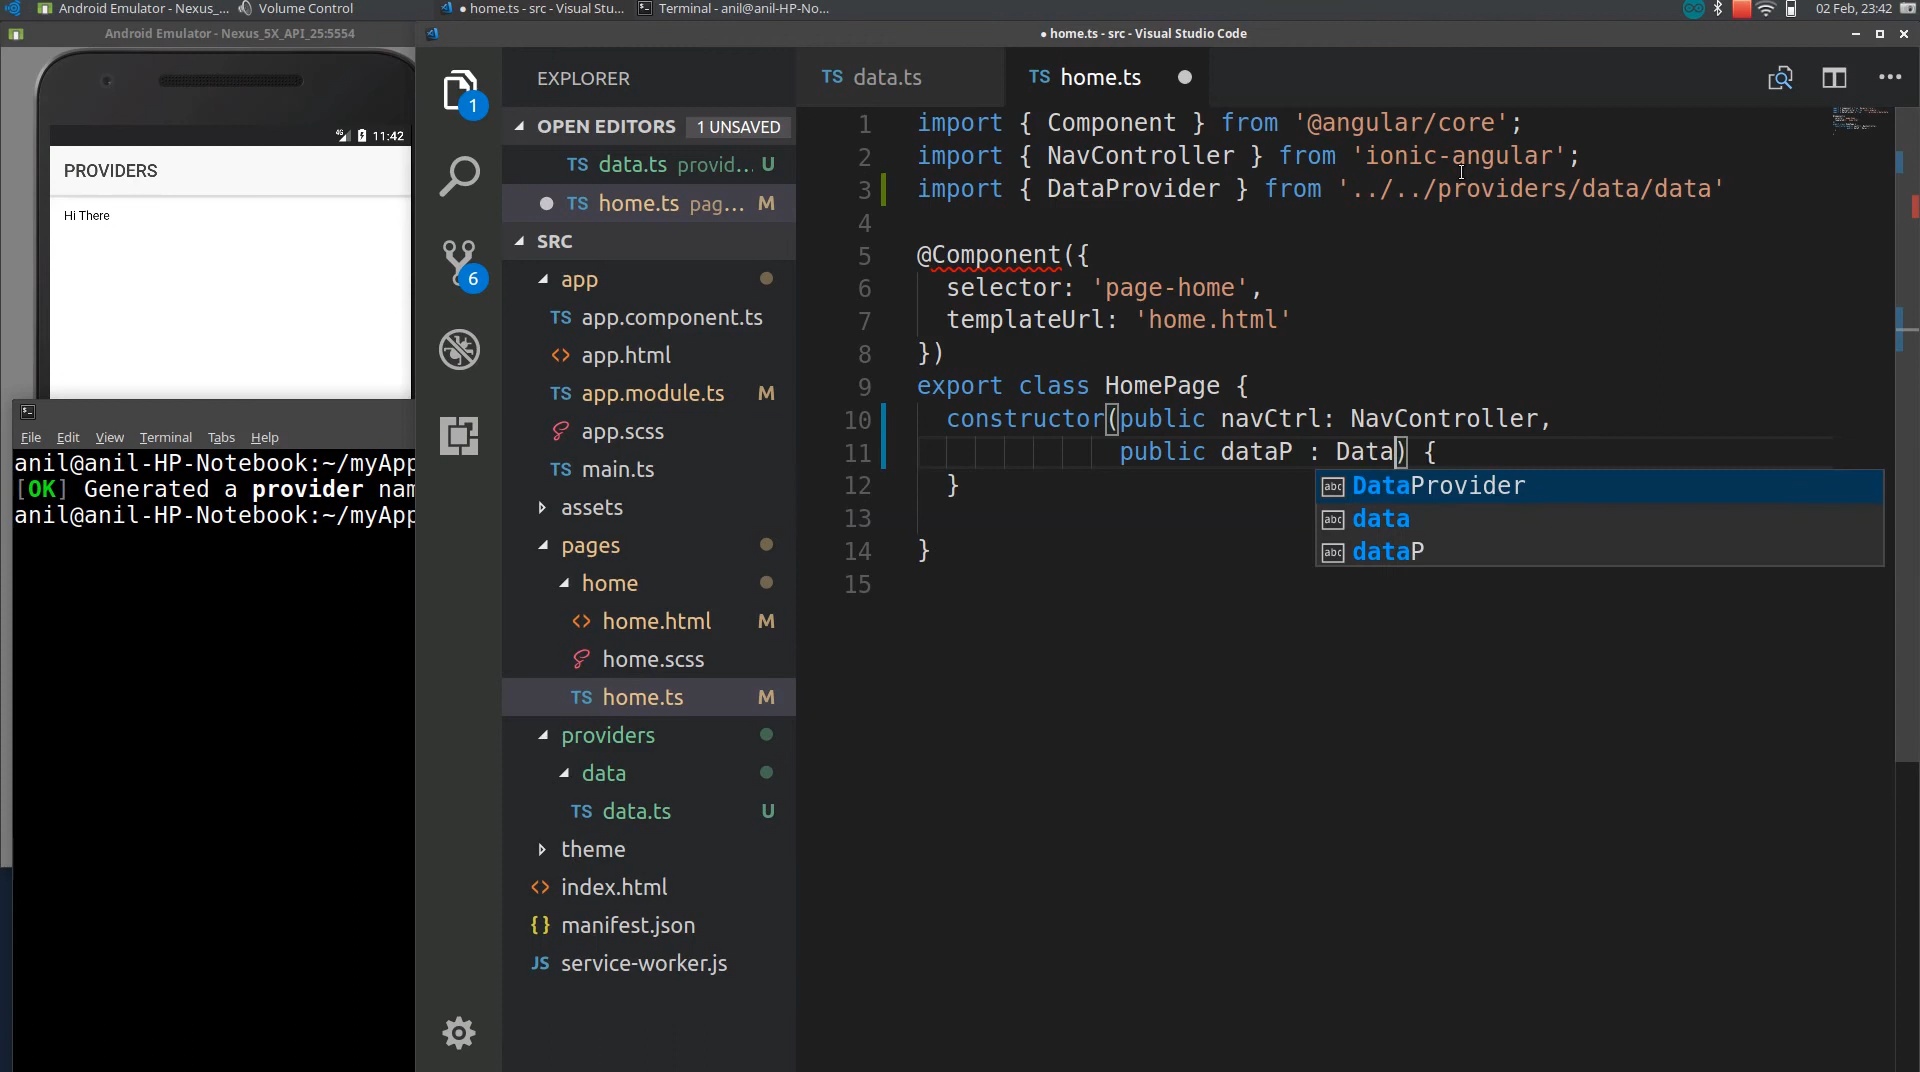 Android Emulator - Nexus_... Volume Control ● home.ts - src - Visual Stu... Terminal - anil@anil-HP-No... 02 Feb, 23:42
Android Emulator - Nexus_5X_API_25:5554
● home.ts - src - Visual Studio Code
4G 11:42
PROVIDERS
Hi There
File Edit View Terminal Tabs Help
anil@anil-HP-Notebook:~/myApp
[OK] Generated a provider nam
anil@anil-HP-Notebook:~/myApp
1
6
EXPLORER
OPEN EDITORS 1 UNSAVED
TS data.ts provid... U
TS home.ts pag... M
SRC
app
TS app.component.ts
<> app.html
TS app.module.ts M
app.scss
TS main.ts
assets
pages
home
<> home.html M
home.scss
TS home.ts M
providers
data
TS data.ts U
theme
<> index.html
{ } manifest.json
JS service-worker.js
TS data.ts TS home.ts
1 import { Component } from '@angular/core';
2 import { NavController } from 'ionic-angular';
3 import { DataProvider } from '../../providers/data/data'
4
5 @Component({
6 selector: 'page-home',
7 templateUrl: 'home.html'
8 })
9 export class HomePage {
10 constructor(public navCtrl: NavController,
11 public dataP : Data) {
12 }
13
14 }
15
abc DataProvider
abc data
abc dataP